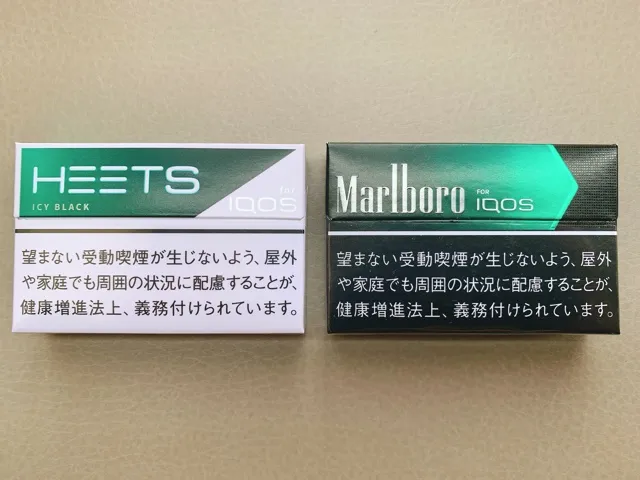 HEETS
ICY BLACK
for
IQOS
望まない受動喫煙が生じないよう、屋外
や家庭でも周囲の状況に配慮することが、
健康増進法上、義務付けられています。
Marlboro FOR IQOS
望まない受動喫煙が生じないよう、屋外
や家庭でも周囲の状況に配慮することが、
健康増進法上、義務付けられています。